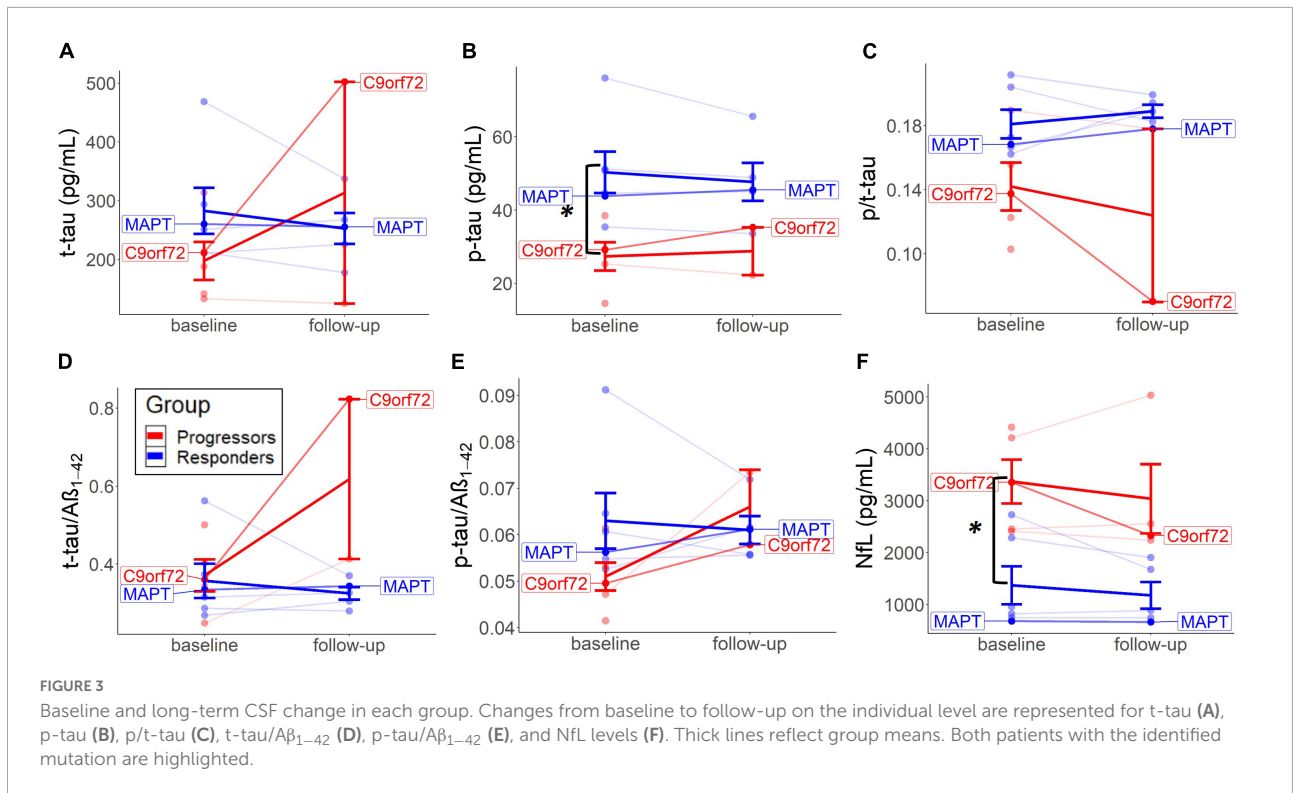 A
t-tau (pg/mL)
500
400
300
200
C9orf72
MAPT
MAPT
C9orf72
baseline
follow-up
B
p-tau (pg/mL)
60
40
20
MAPT
MAPT
*
C9orf72
C9orf72
baseline
follow-up
C
p/t-tau
0.18
0.14
0.10
MAPT
MAPT
C9orf72
C9orf72
baseline
follow-up
D
t-tau/Aß1−42
0.8
0.6
0.4
Group
Progressors
Responders
C9orf72
C9orf72
MAPT
MAPT
baseline
follow-up
E
p-tau/Aß1−42
0.09
0.08
0.07
0.06
0.05
0.04
MAPT
MAPT
C9orf72
C9orf72
baseline
follow-up
F
NfL (pg/mL)
5000
4000
3000
2000
1000
C9orf72
*
C9orf72
MAPT
MAPT
baseline
follow-up
FIGURE 3
Baseline and long-term CSF change in each group. Changes from baseline to follow-up on the individual level are represented for t-tau (A),
p-tau (B), p/t-tau (C), t-tau/Aβ1−42 (D), p-tau/Aβ1−42 (E), and NfL levels (F). Thick lines reflect group means. Both patients with the identified
mutation are highlighted.